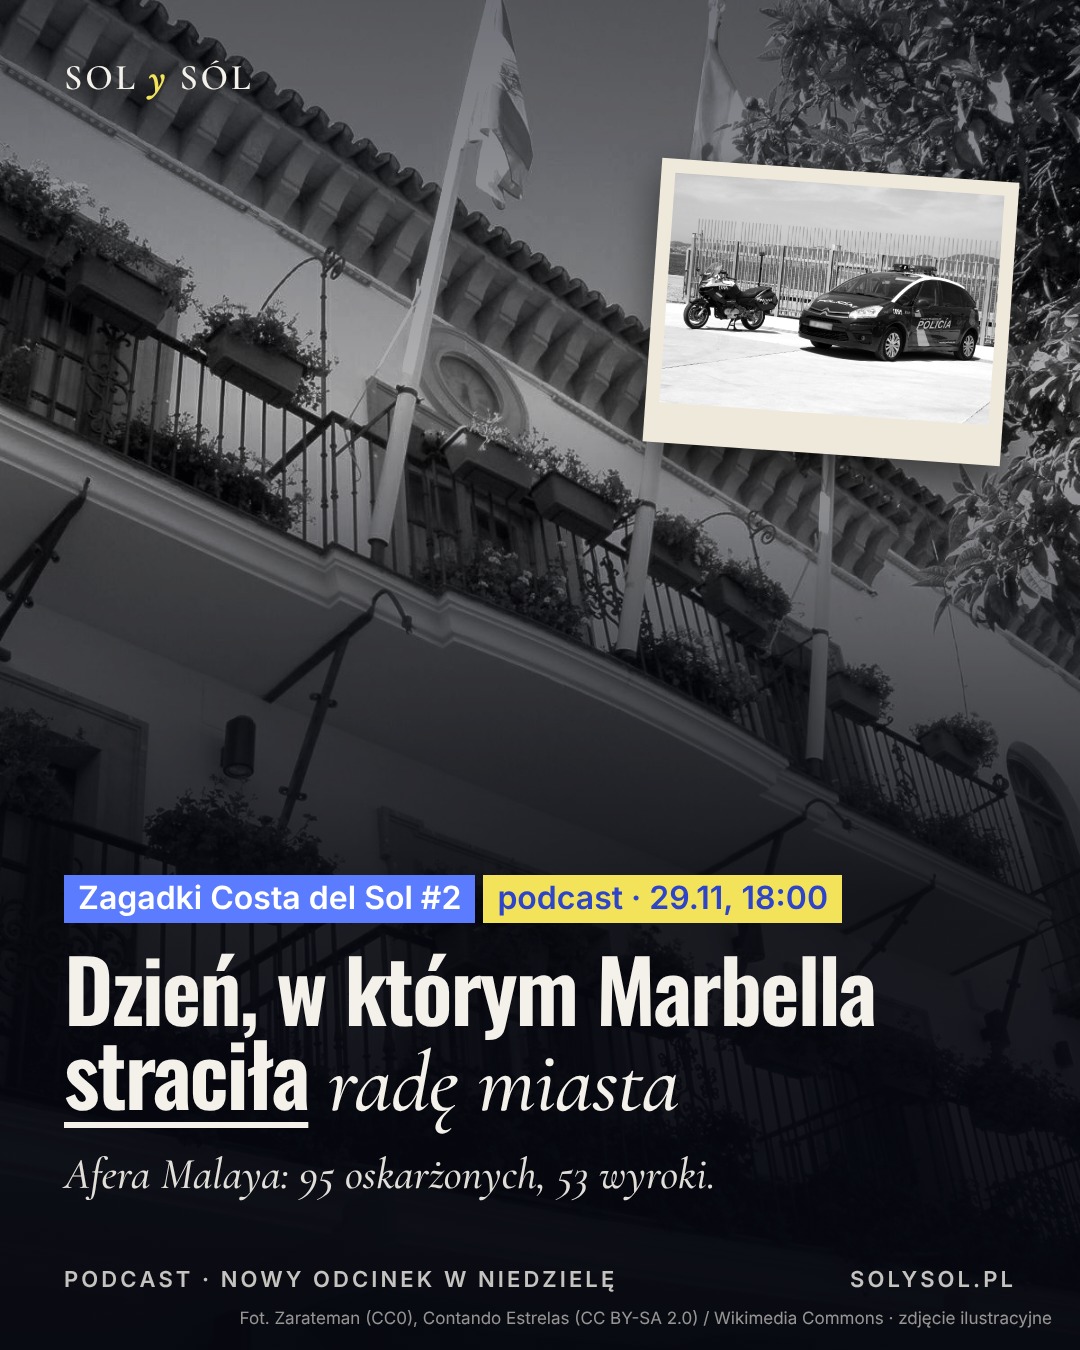 SOL y SÓL
POLICIA
POLICÍA
Zagadki Costa del Sol #2
podcast · 29.11, 18:00
Dzień, w którym Marbella
straciła radę miasta
Afera Malaya: 95 oskarżonych, 53 wyroki.
PODCAST · NOWY ODCINEK W NIEDZIELĘ
SOLYSOL.PL
Fot. Zarateman (CC0), Contando Estrelas (CC BY-SA 2.0) / Wikimedia Commons · zdjęcie ilustracyjne